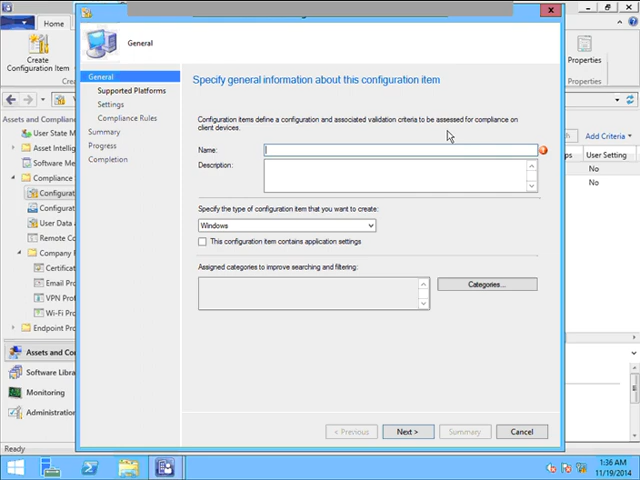 Home
Create
Configuration Item
Crea
Properties
Properties
Add Criteria
ps
User Setting
No
No
Assets and Complianc
User State M
Asset Intellig
Software Me
Compliance
Configurat
Configurat
User Data a
Remote Co
Company R
Certificat
Email Pro
VPN Prof
Wi-Fi Pro
Endpoint Pr
Assets and Co
Software Libra
Monitoring
Administration
Ready
General
General
Supported Platforms
Settings
Compliance Rules
Summary
Progress
Completion
Specify general information about this configuration item
Configuration items define a configuration and associated validation criteria to be assessed for compliance on
client devices.
Name:
Description:
Specify the type of configuration item that you want to create:
Windows
This configuration item contains application settings
Assigned categories to improve searching and filtering:
Categories...
< Previous
Next >
Summary
Cancel
1:36 AM
11/19/2014